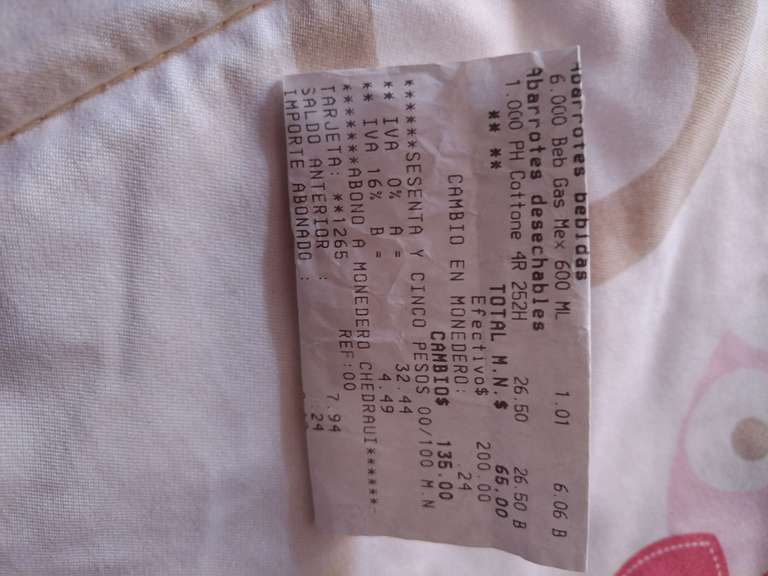 Abarrotes bebidas
6.000 Beb Gas Mex 600 ML 1.01 6.06 B
Abarrotes desechables
1.000 PH Cottone 4R 252H 26.50 26.50 B
** ** TOTAL M.N.$ 65.00
Efectivo$ 200.00
CAMBIO EN MONEDERO: .24
CAMBIO$ 135.00
******SESENTA Y CINCO PESOS 00/100 M.N
** IVA 0% A = 32.44
** IVA 16% B = 4.49
*******ABONO A MONEDERO CHEDRAUI******-
TARJETA: **1265 REF:00
SALDO ANTERIOR : 7.94
IMPORTE ABONADO : .24